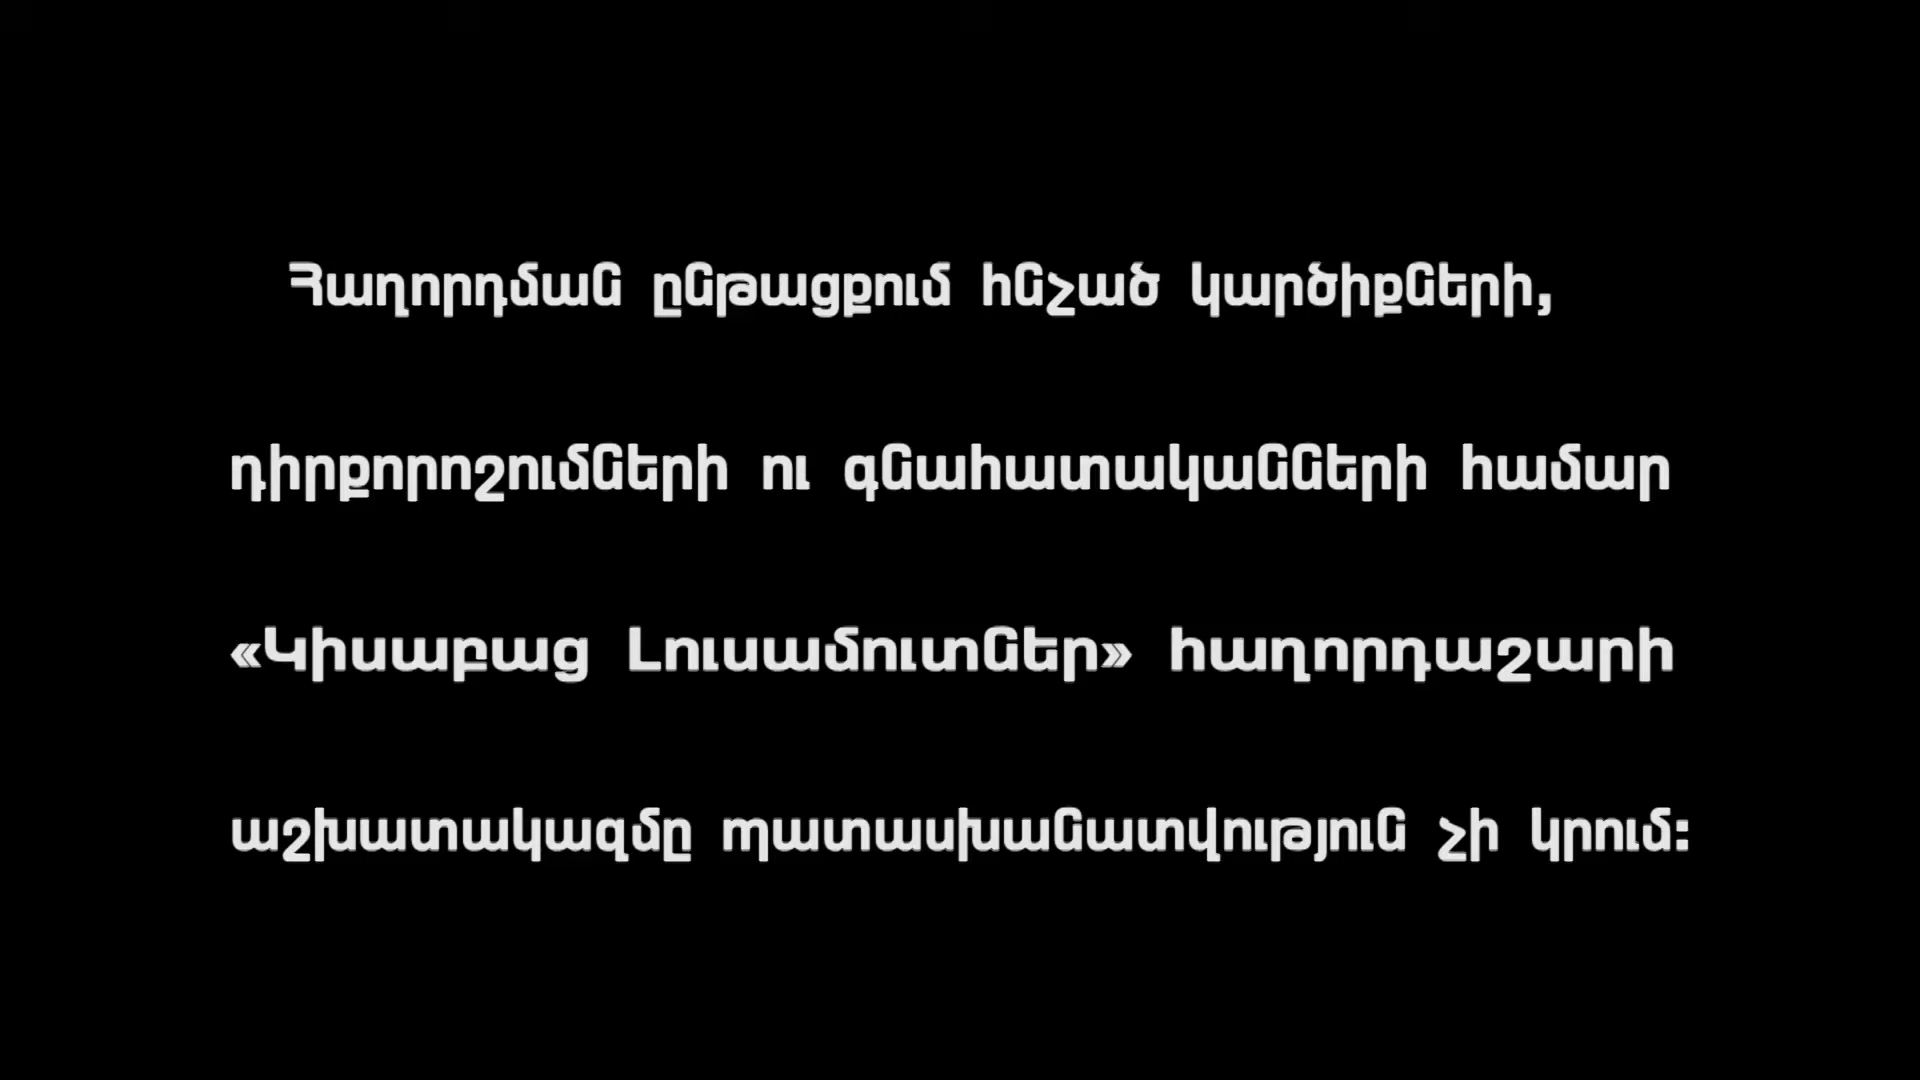 Հաղորդման ընթացքում հնչած կարծիքների,
դիրքորոշումների ու գնահատականների համար
«Կիսաբաց Լուսամուտներ» հաղորդաշարի
աշխատակազմը պատասխանատվություն չի կրում: